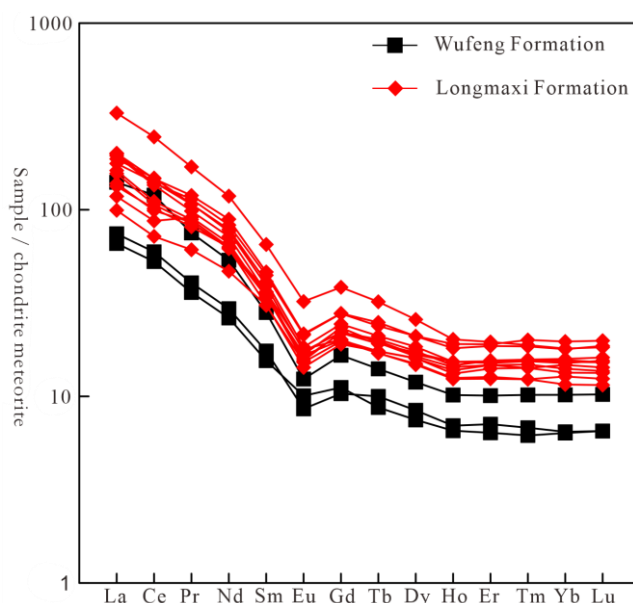 1000
Wufeng Formation
Longmaxi Formation
100
Sample / chondrite meteorite
10
1
La Ce Pr Nd Sm Eu Gd Tb Dy Ho Er Tm Yb Lu